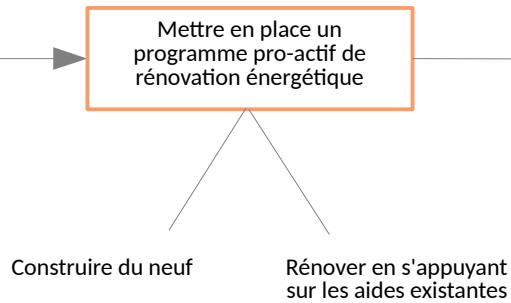 Mettre en place un
programme pro-actif de
rénovation énergétique
Construire du neuf
Rénover en s'appuyant
sur les aides existantes